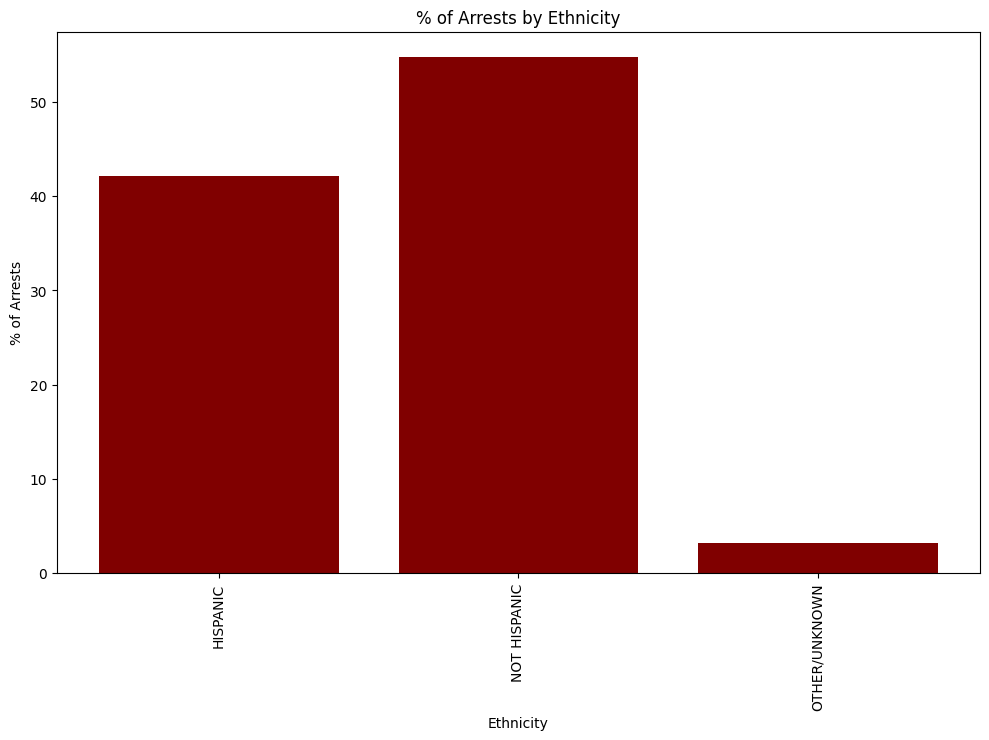 % of Arrests by Ethnicity
% of Arrests
50
40
30
20
10
0
HISPANIC
NOT HISPANIC
OTHER/UNKNOWN
Ethnicity